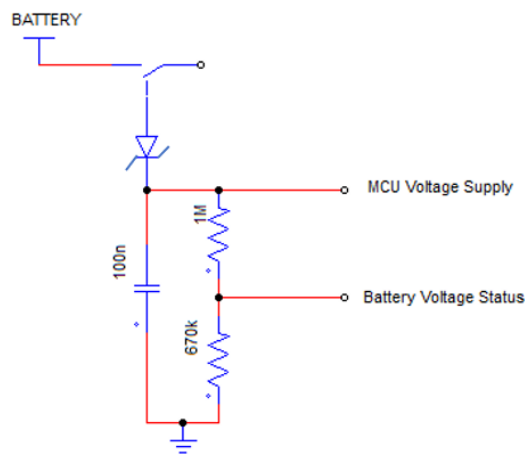 BATTERY
MCU Voltage Supply
1M
100n
Battery Voltage Status
670k